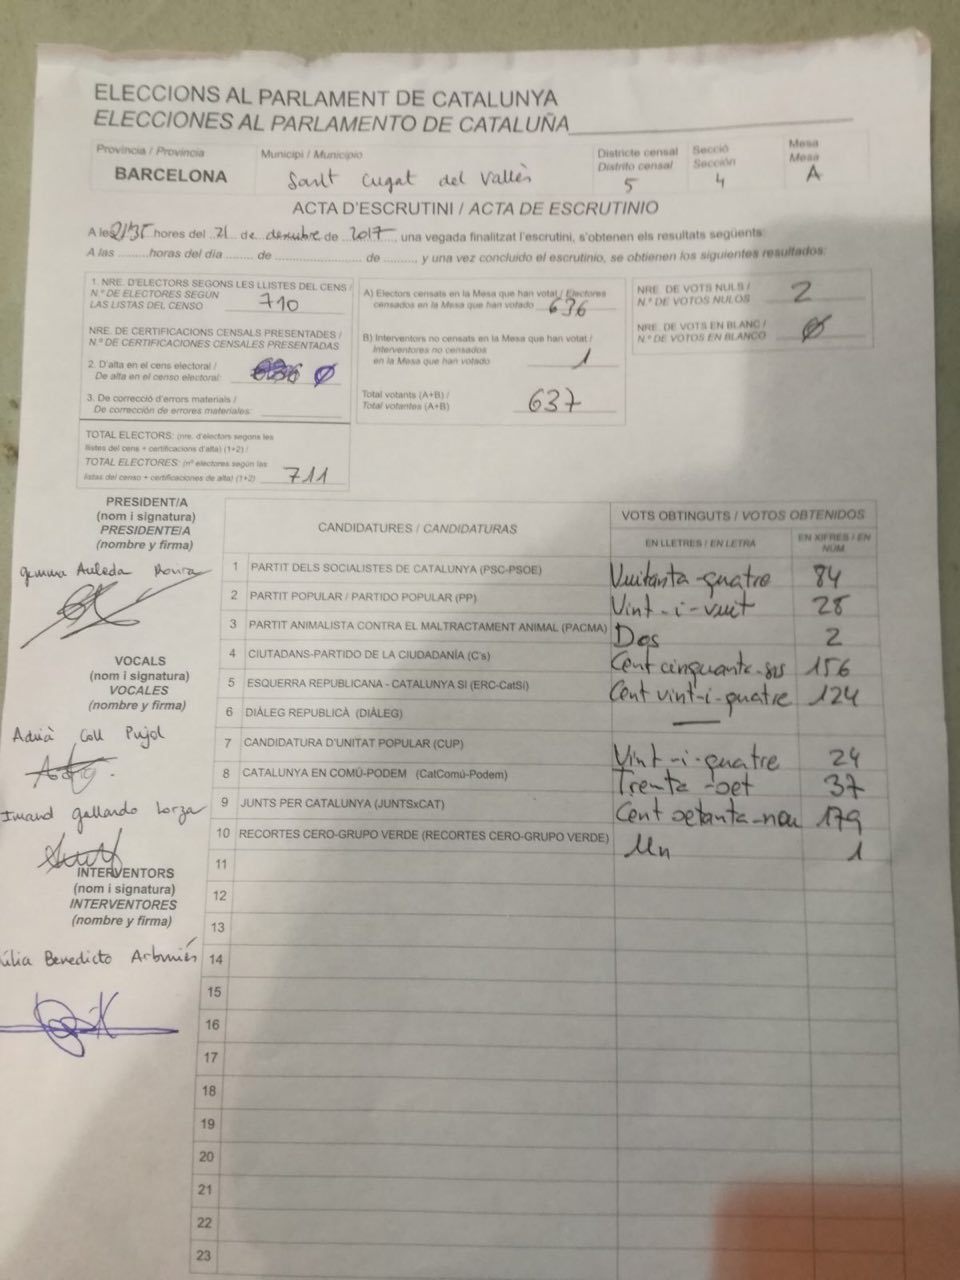 ELECCIONS AL PARLAMENT DE CATALUNYA
ELECCIONES AL PARLAMENTO DE CATALUÑA
Província / Provincia
BARCELONA
Municipi / Municipio
Sant Cugat del Vallès
Districte censal
Distrito censal
5
Secció
Sección
4
Mesa
Mesa
A
ACTA D'ESCRUTINI / ACTA DE ESCRUTINIO
A les 21'35 hores del 21 de desembre de 2017, una vegada finalitzat l'escrutini, s'obtenen els resultats següents:
A las .........horas del día ........ de ......................... de ........., y una vez concluido el escrutinio, se obtienen los siguientes resultados:
1. NRE. D'ELECTORS SEGONS LES LLISTES DEL CENS /
N.º DE ELECTORES SEGÚN
LAS LISTAS DEL CENSO 710
NRE. DE CERTIFICACIONS CENSALS PRESENTADES /
N.º DE CERTIFICACIONES CENSALES PRESENTADAS
2. D'alta en el cens electoral /
De alta en el censo electoral: Ø
3. De correcció d'errors materials /
De corrección de errores materiales:
TOTAL ELECTORS: (nre. d'electors segons les
llistes del cens + certificacions d'alta) (1+2) /
TOTAL ELECTORES: (nº electores según las
listas del censo + certificaciones de alta) (1+2) 711
A) Electors censats en la Mesa que han votat / Electores
censados en la Mesa que han votado 636
B) Interventors no censats en la Mesa que han votat /
Interventores no censados
en la Mesa que han votado 1
Total votants (A+B) /
Total votantes (A+B) 637
NRE. DE VOTS NULS /
N.º DE VOTOS NULOS 2
NRE. DE VOTS EN BLANC /
N.º DE VOTOS EN BLANCO Ø
PRESIDENT/A
(nom i signatura)
PRESIDENTE/A
(nombre y firma)
Gemma Auleda Roura
VOCALS
(nom i signatura)
VOCALES
(nombre y firma)
Adrià Coll Pujol
Gallardo
INTERVENTORS
(nom i signatura)
INTERVENTORES
(nombre y firma)
úlia Benedicto
CANDIDATURES / CANDIDATURAS
VOTS OBTINGUTS / VOTOS OBTENIDOS
EN LLETRES / EN LETRA
EN XIFRES / EN NÚM.
1 PARTIT DELS SOCIALISTES DE CATALUNYA (PSC-PSOE) Vuitanta-quatre 84
2 PARTIT POPULAR / PARTIDO POPULAR (PP) Vint-i-vuit 28
3 PARTIT ANIMALISTA CONTRA EL MALTRACTAMENT ANIMAL (PACMA) Dos 2
4 CIUTADANS-PARTIDO DE LA CIUDADANÍA (C's) Cent cinquanta-sis 156
5 ESQUERRA REPUBLICANA - CATALUNYA SI (ERC-CatSi) Cent vint-i-quatre 124
6 DIÀLEG REPUBLICÀ (DIÀLEG) —
7 CANDIDATURA D'UNITAT POPULAR (CUP) Vint-i-quatre 24
8 CATALUNYA EN COMÚ-PODEM (CatComú-Podem) Trenta-set 37
9 JUNTS PER CATALUNYA (JUNTSxCAT) Cent setanta-nou 179
10 RECORTES CERO-GRUPO VERDE (RECORTES CERO-GRUPO VERDE) Un 1
11
12
13
14
15
16
17
18
19
20
21
22
23